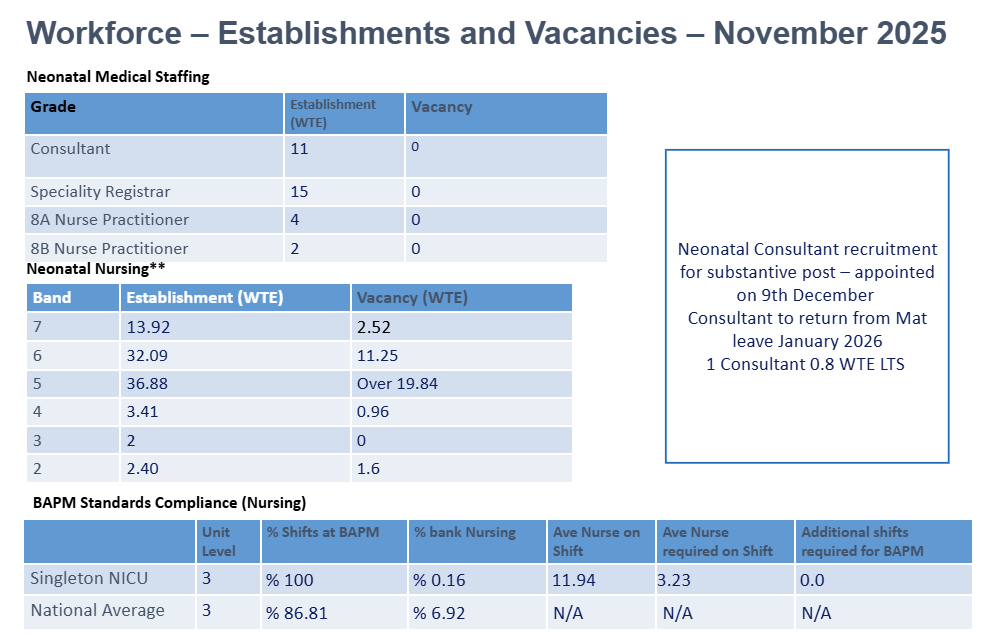 Workforce – Establishments and Vacancies – November 2025
Neonatal Medical Staffing
Grade Establishment (WTE) Vacancy
Consultant 11 0
Speciality Registrar 15 0
8A Nurse Practitioner 4 0
8B Nurse Practitioner 2 0
Neonatal Nursing**
Band Establishment (WTE) Vacancy (WTE)
7 13.92 2.52
6 32.09 11.25
5 36.88 Over 19.84
4 3.41 0.96
3 2 0
2 2.40 1.6
Neonatal Consultant recruitment
for substantive post – appointed
on 9th December
Consultant to return from Mat
leave January 2026
1 Consultant 0.8 WTE LTS
BAPM Standards Compliance (Nursing)
Unit Level % Shifts at BAPM % bank Nursing Ave Nurse on Shift Ave Nurse required on Shift Additional shifts required for BAPM
Singleton NICU 3 % 100 % 0.16 11.94 3.23 0.0
National Average 3 % 86.81 % 6.92 N/A N/A N/A